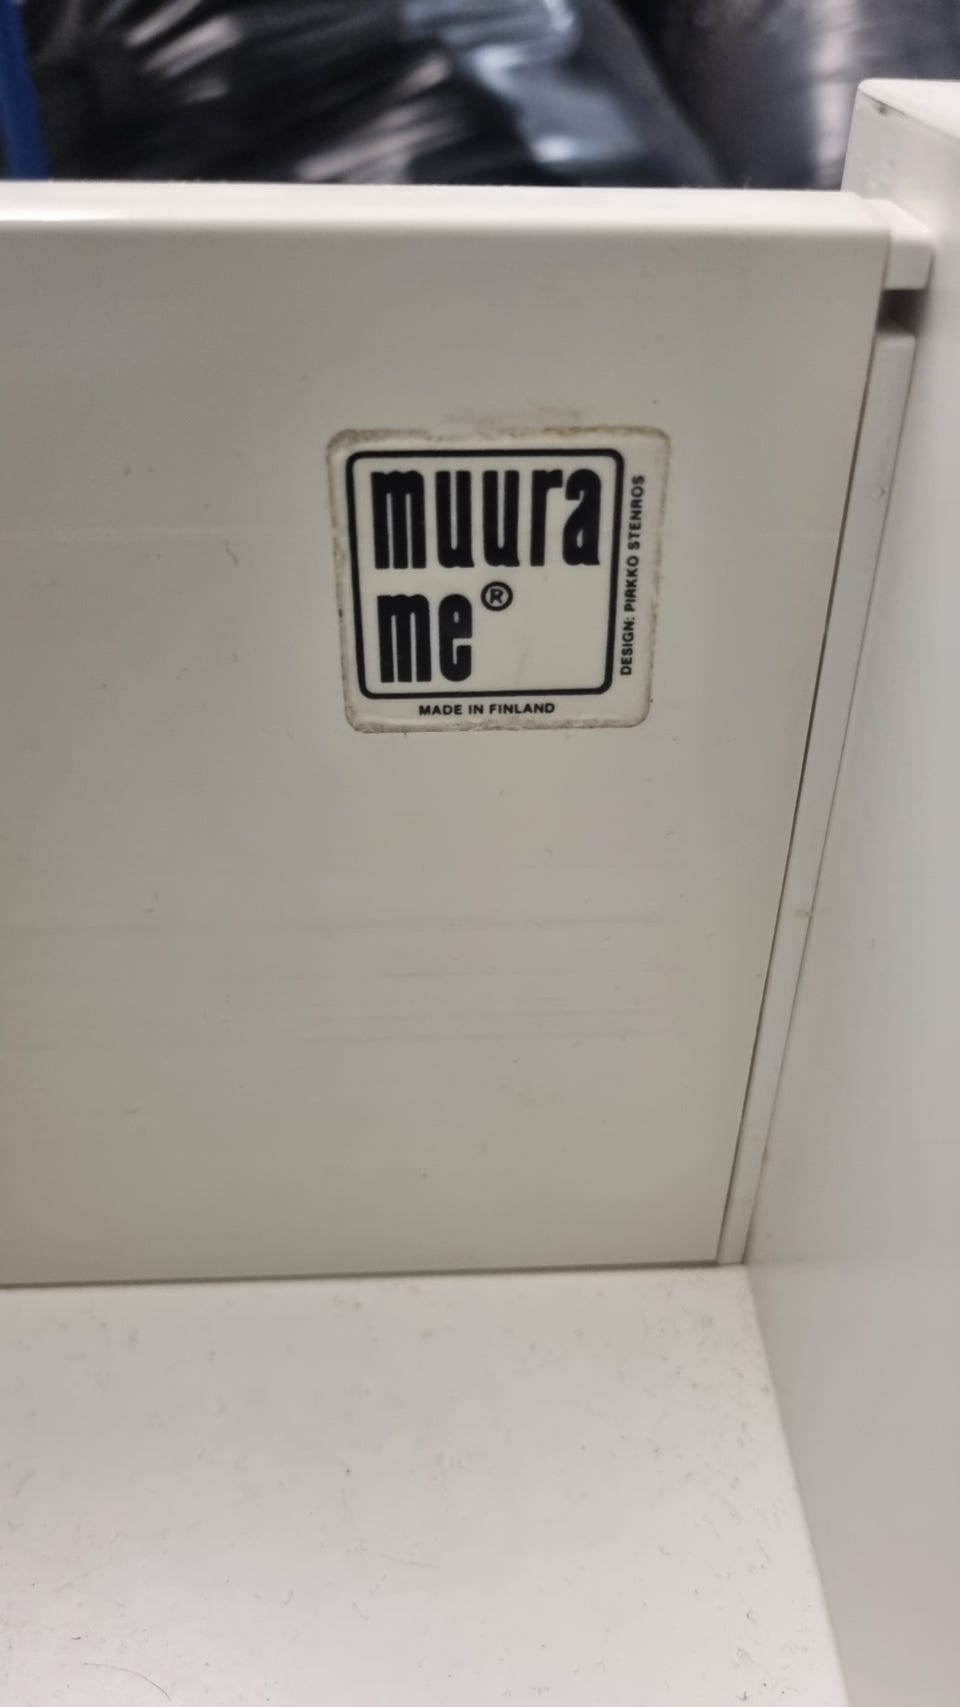 muura
me®
MADE IN FINLAND
DESIGN: PIRKKO STENROS